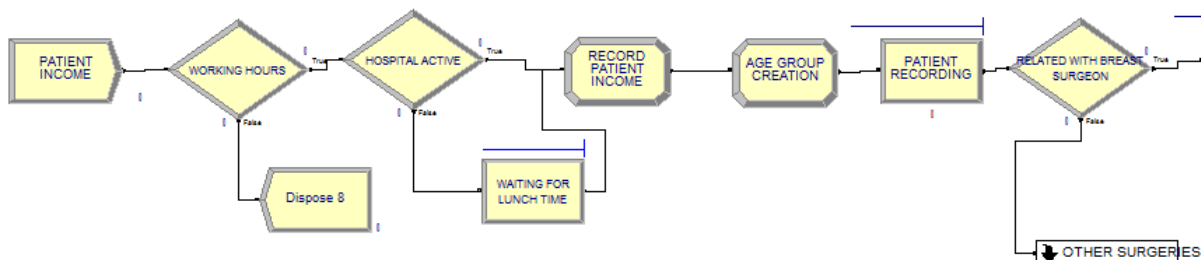 PATIENT
INCOME
WORKING HOURS
True
False
Dispose 8
HOSPITAL ACTIVE
True
False
WAITING FOR
LUNCH TIME
RECORD
PATIENT
INCOME
AGE GROUP
CREATION
PATIENT
RECORDING
RELATED WITH BREAST
SURGEON
True
False
OTHER SURGERIES